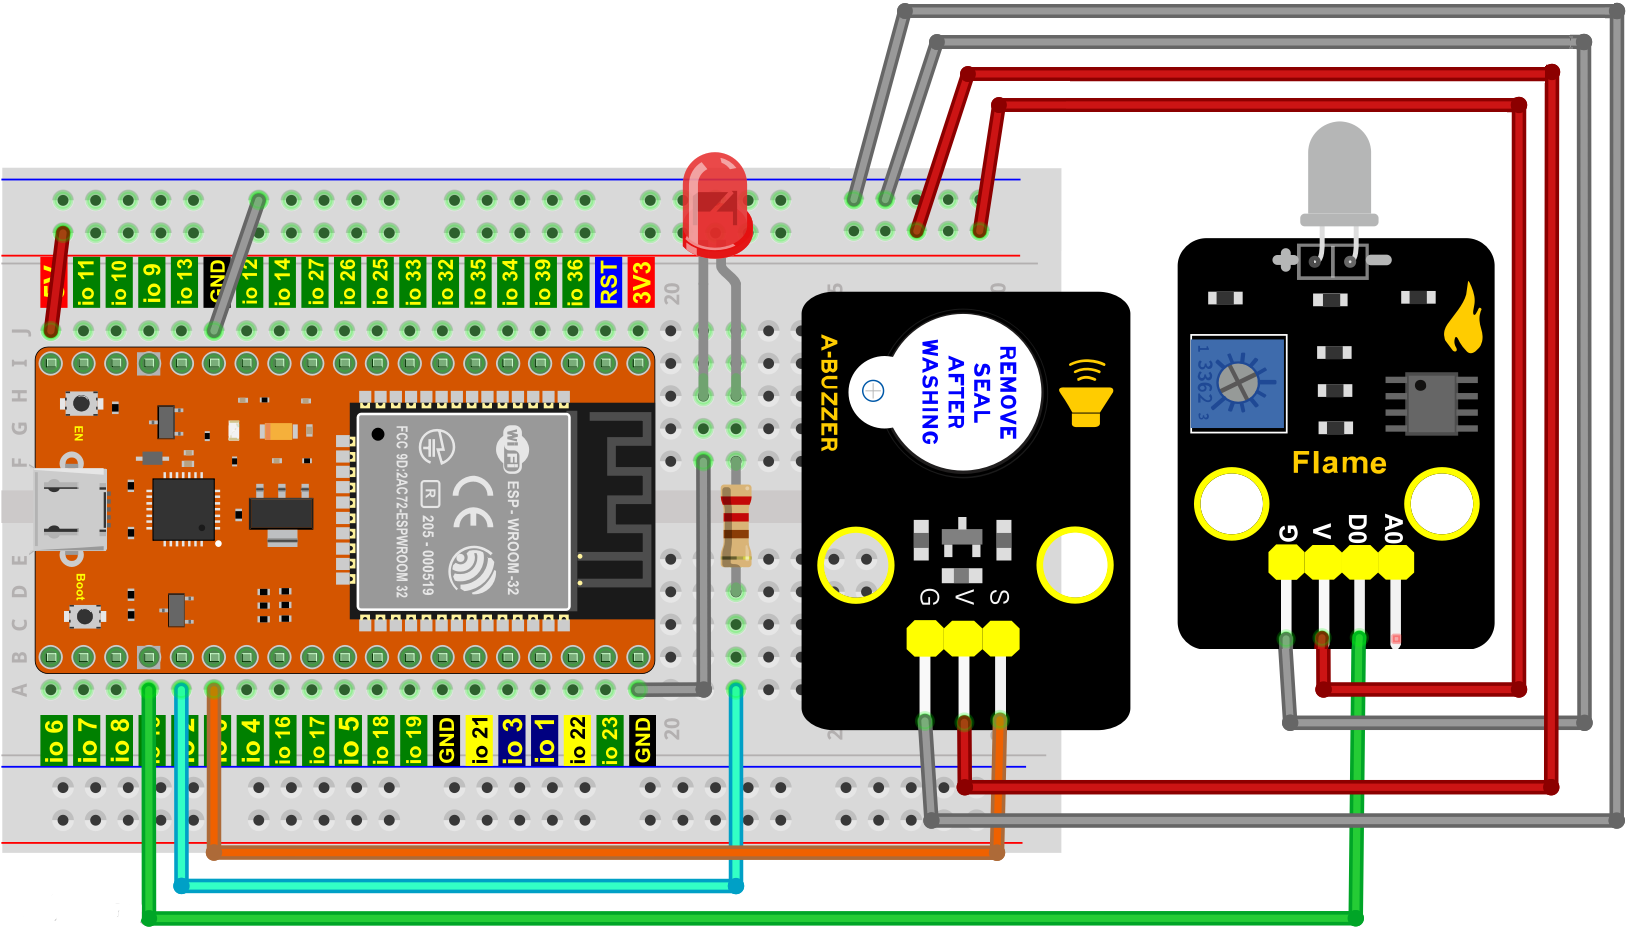 5V
io 11
io 10
io 9
io 13
GND
io 12
io 14
io 27
io 26
io 25
io 33
io 32
io 35
io 34
io 39
io 36
RST
3V3
20
J
I
H
G
F
E
D
C
B
A
EN
Boot
FCC 9D:2AC72-ESPWROOM 32
R
205 - 000519
CE
WiFi
ESP - WROOM -32
A-BUZZER
REMOVE
SEAL
AFTER
WASHING
G
V
S
1
3362
3
Flame
G
V
D0
A0
io 6
io 7
io 8
io 4
io 16
io 17
io 5
io 18
io 19
GND
io 21
io 3
io 1
io 22
io 23
GND
20